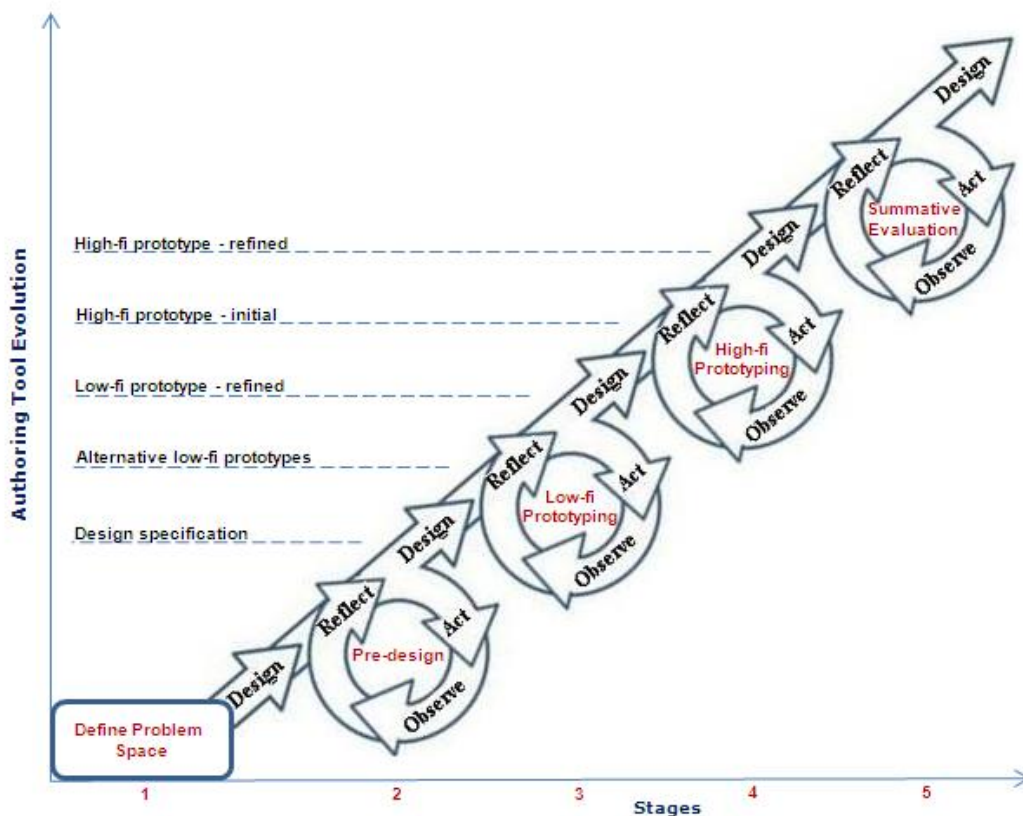 Authoring Tool Evolution
Design
Reflect
Act
Summative
Evaluation
Observe
High-fi prototype - refined
Design
Reflect
Act
High-fi
Prototyping
Observe
High-fi prototype - initial
Low-fi prototype - refined
Design
Reflect
Act
Low-fi
Prototyping
Observe
Alternative low-fi prototypes
Design specification
Design
Reflect
Act
Pre-design
Observe
Design
Define Problem
Space
1
2
3
4
5
Stages